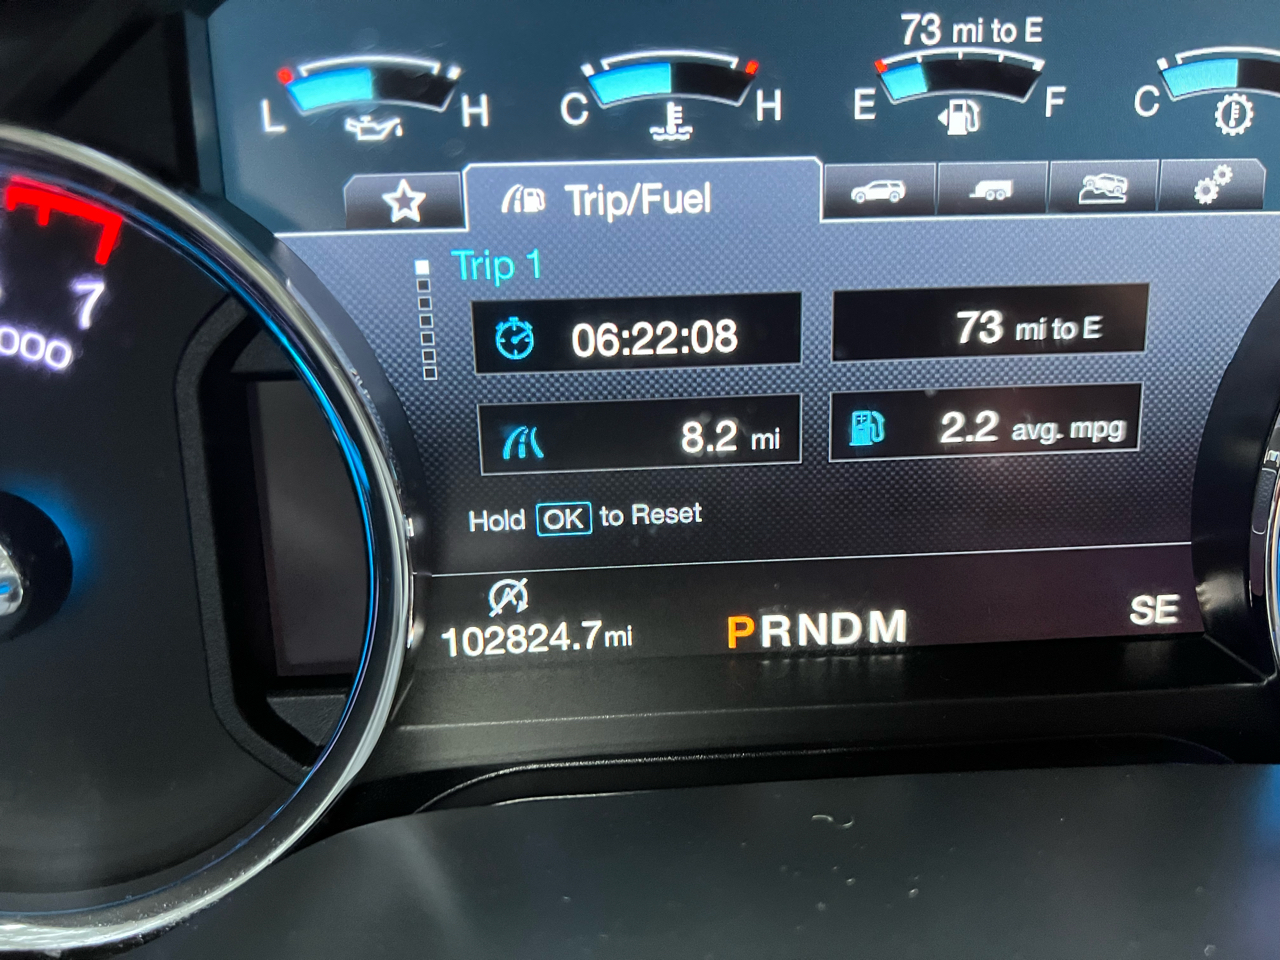 73 mi to E
L H
C H
E F
C
Trip/Fuel
Trip 1
06:22:08
73 mi to E
8.2 mi
2.2 avg. mpg
Hold OK to Reset
7
000
102824.7mi
PRNDM
SE